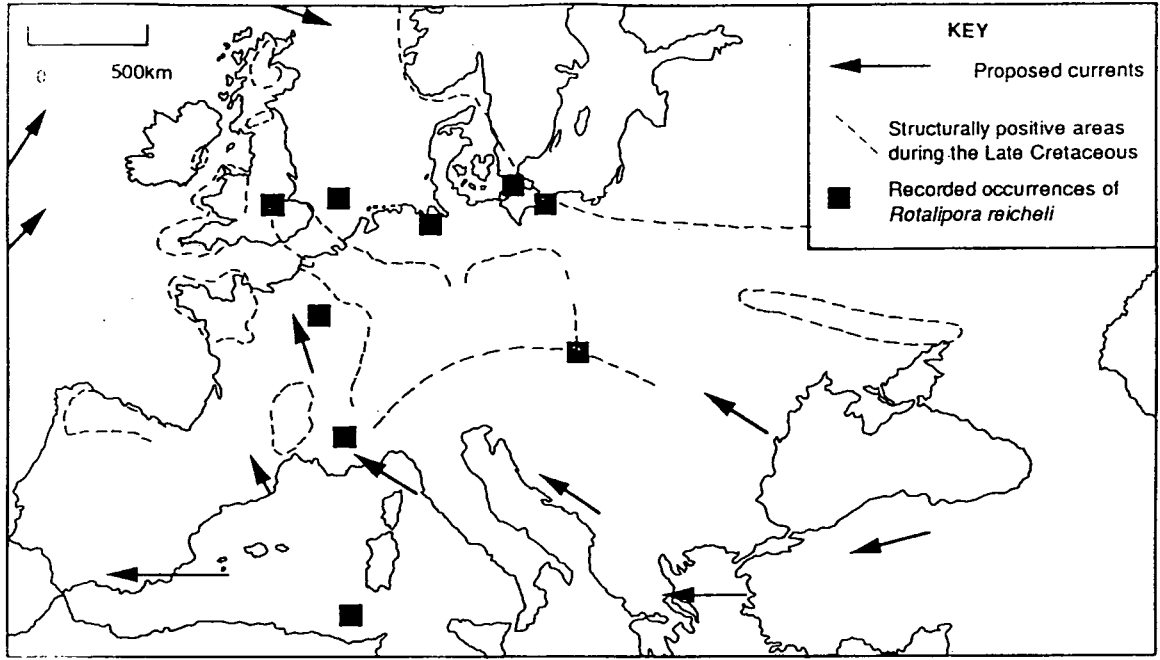 0 500km
KEY
Proposed currents
Structurally positive areas
during the Late Cretaceous
Recorded occurrences of
Rotalipora reicheli